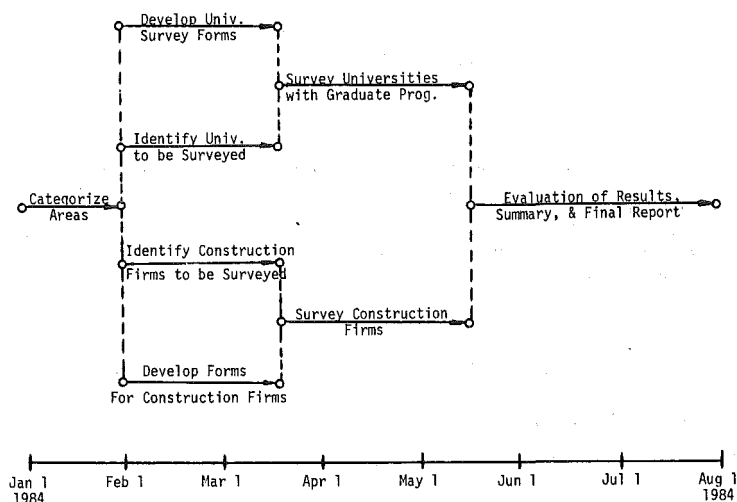 Develop Univ.
Survey Forms
Survey Universities
with Graduate Prog.
Identify Univ.
to be Surveyed
Categorize
Areas
Evaluation of Results,
Summary, & Final Report
Identify Construction
Firms to be Surveyed
Survey Construction
Firms
Develop Forms
For Construction Firms
Jan 1
1984
Feb 1
Mar 1
Apr 1
May 1
Jun 1
Jul 1
Aug 1
1984